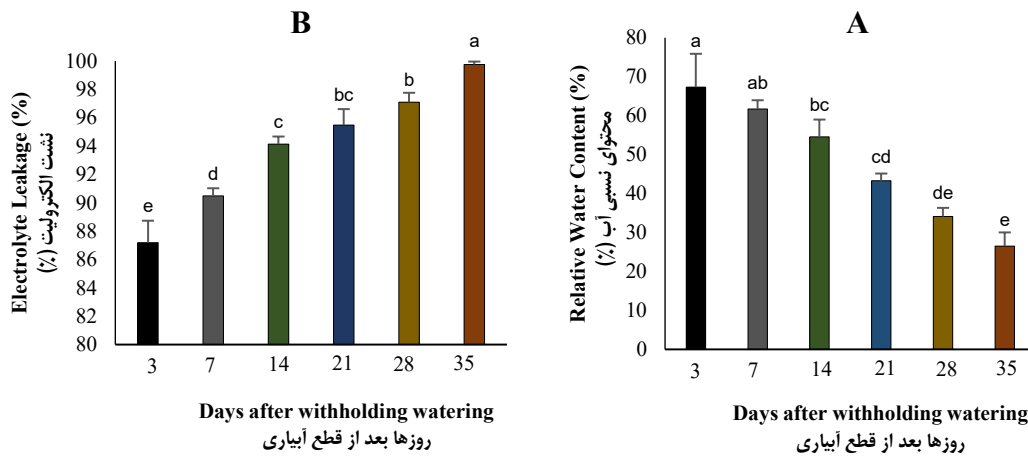 B
Electrolyte Leakage (%)
نشت الکترولیت (%)
100
98
96
94
92
90
88
86
84
82
80
e
d
c
bc
b
a
3
7
14
21
28
35
Days after withholding watering
روزها بعد از قطع آبیاری
A
Relative Water Content (%)
محتوای نسبی آب (%)
80
70
60
50
40
30
20
10
0
a
ab
bc
cd
de
e
3
7
14
21
28
35
Days after withholding watering
روزها بعد از قطع آبیاری